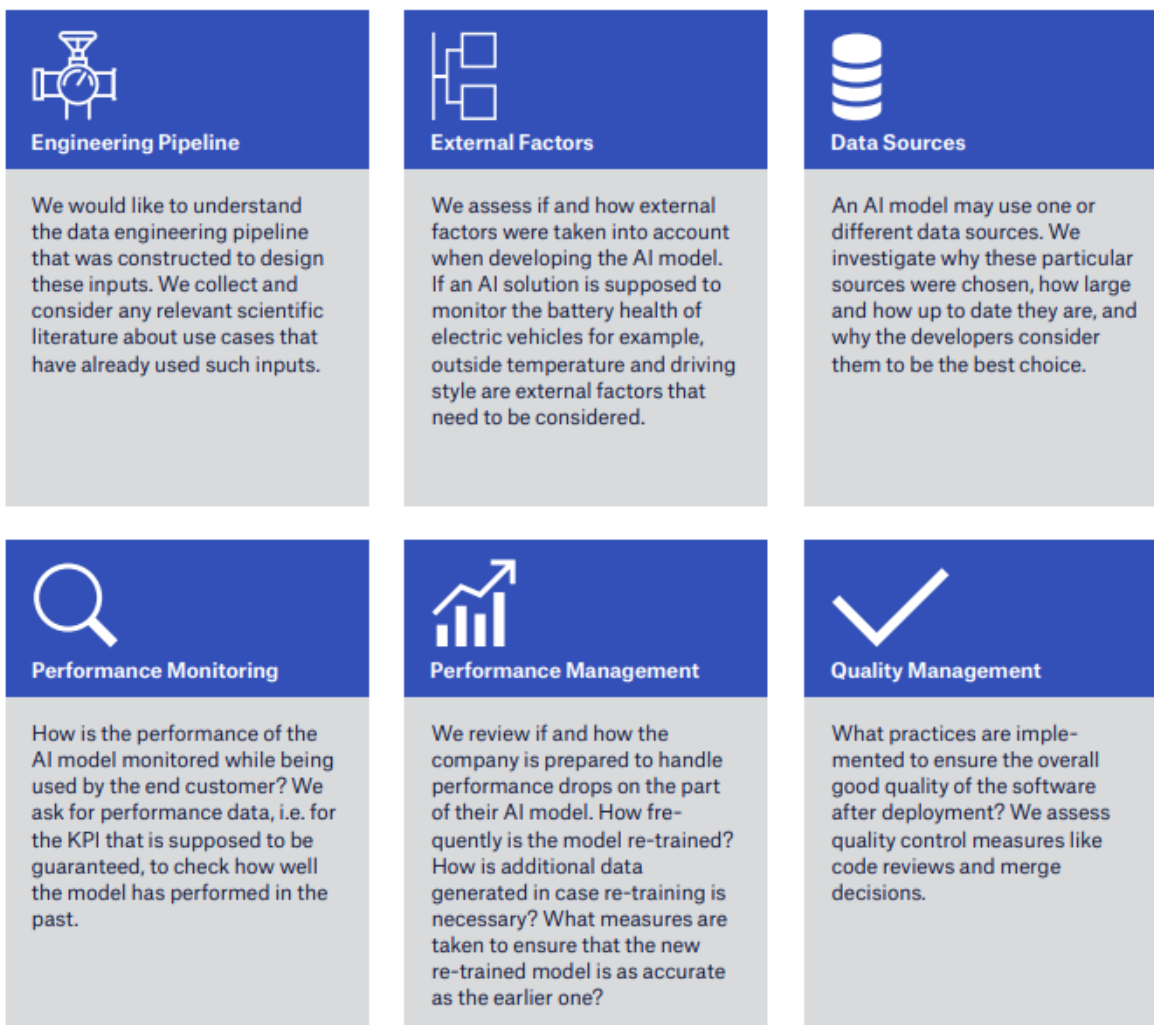 Engineering Pipeline
We would like to understand
the data engineering pipeline
that was constructed to design
these inputs. We collect and
consider any relevant scientific
literature about use cases that
have already used such inputs.
External Factors
We assess if and how external
factors were taken into account
when developing the AI model.
If an AI solution is supposed to
monitor the battery health of
electric vehicles for example,
outside temperature and driving
style are external factors that
need to be considered.
Data Sources
An AI model may use one or
different data sources. We
investigate why these particular
sources were chosen, how large
and how up to date they are, and
why the developers consider
them to be the best choice.
Performance Monitoring
How is the performance of the
AI model monitored while being
used by the end customer? We
ask for performance data, i.e. for
the KPI that is supposed to be
guaranteed, to check how well
the model has performed in the
past.
Performance Management
We review if and how the
company is prepared to handle
performance drops on the part
of their AI model. How fre-
quently is the model re-trained?
How is additional data
generated in case re-training is
necessary? What measures are
taken to ensure that the new
re-trained model is as accurate
as the earlier one?
Quality Management
What practices are imple-
mented to ensure the overall
good quality of the software
after deployment? We assess
quality control measures like
code reviews and merge
decisions.